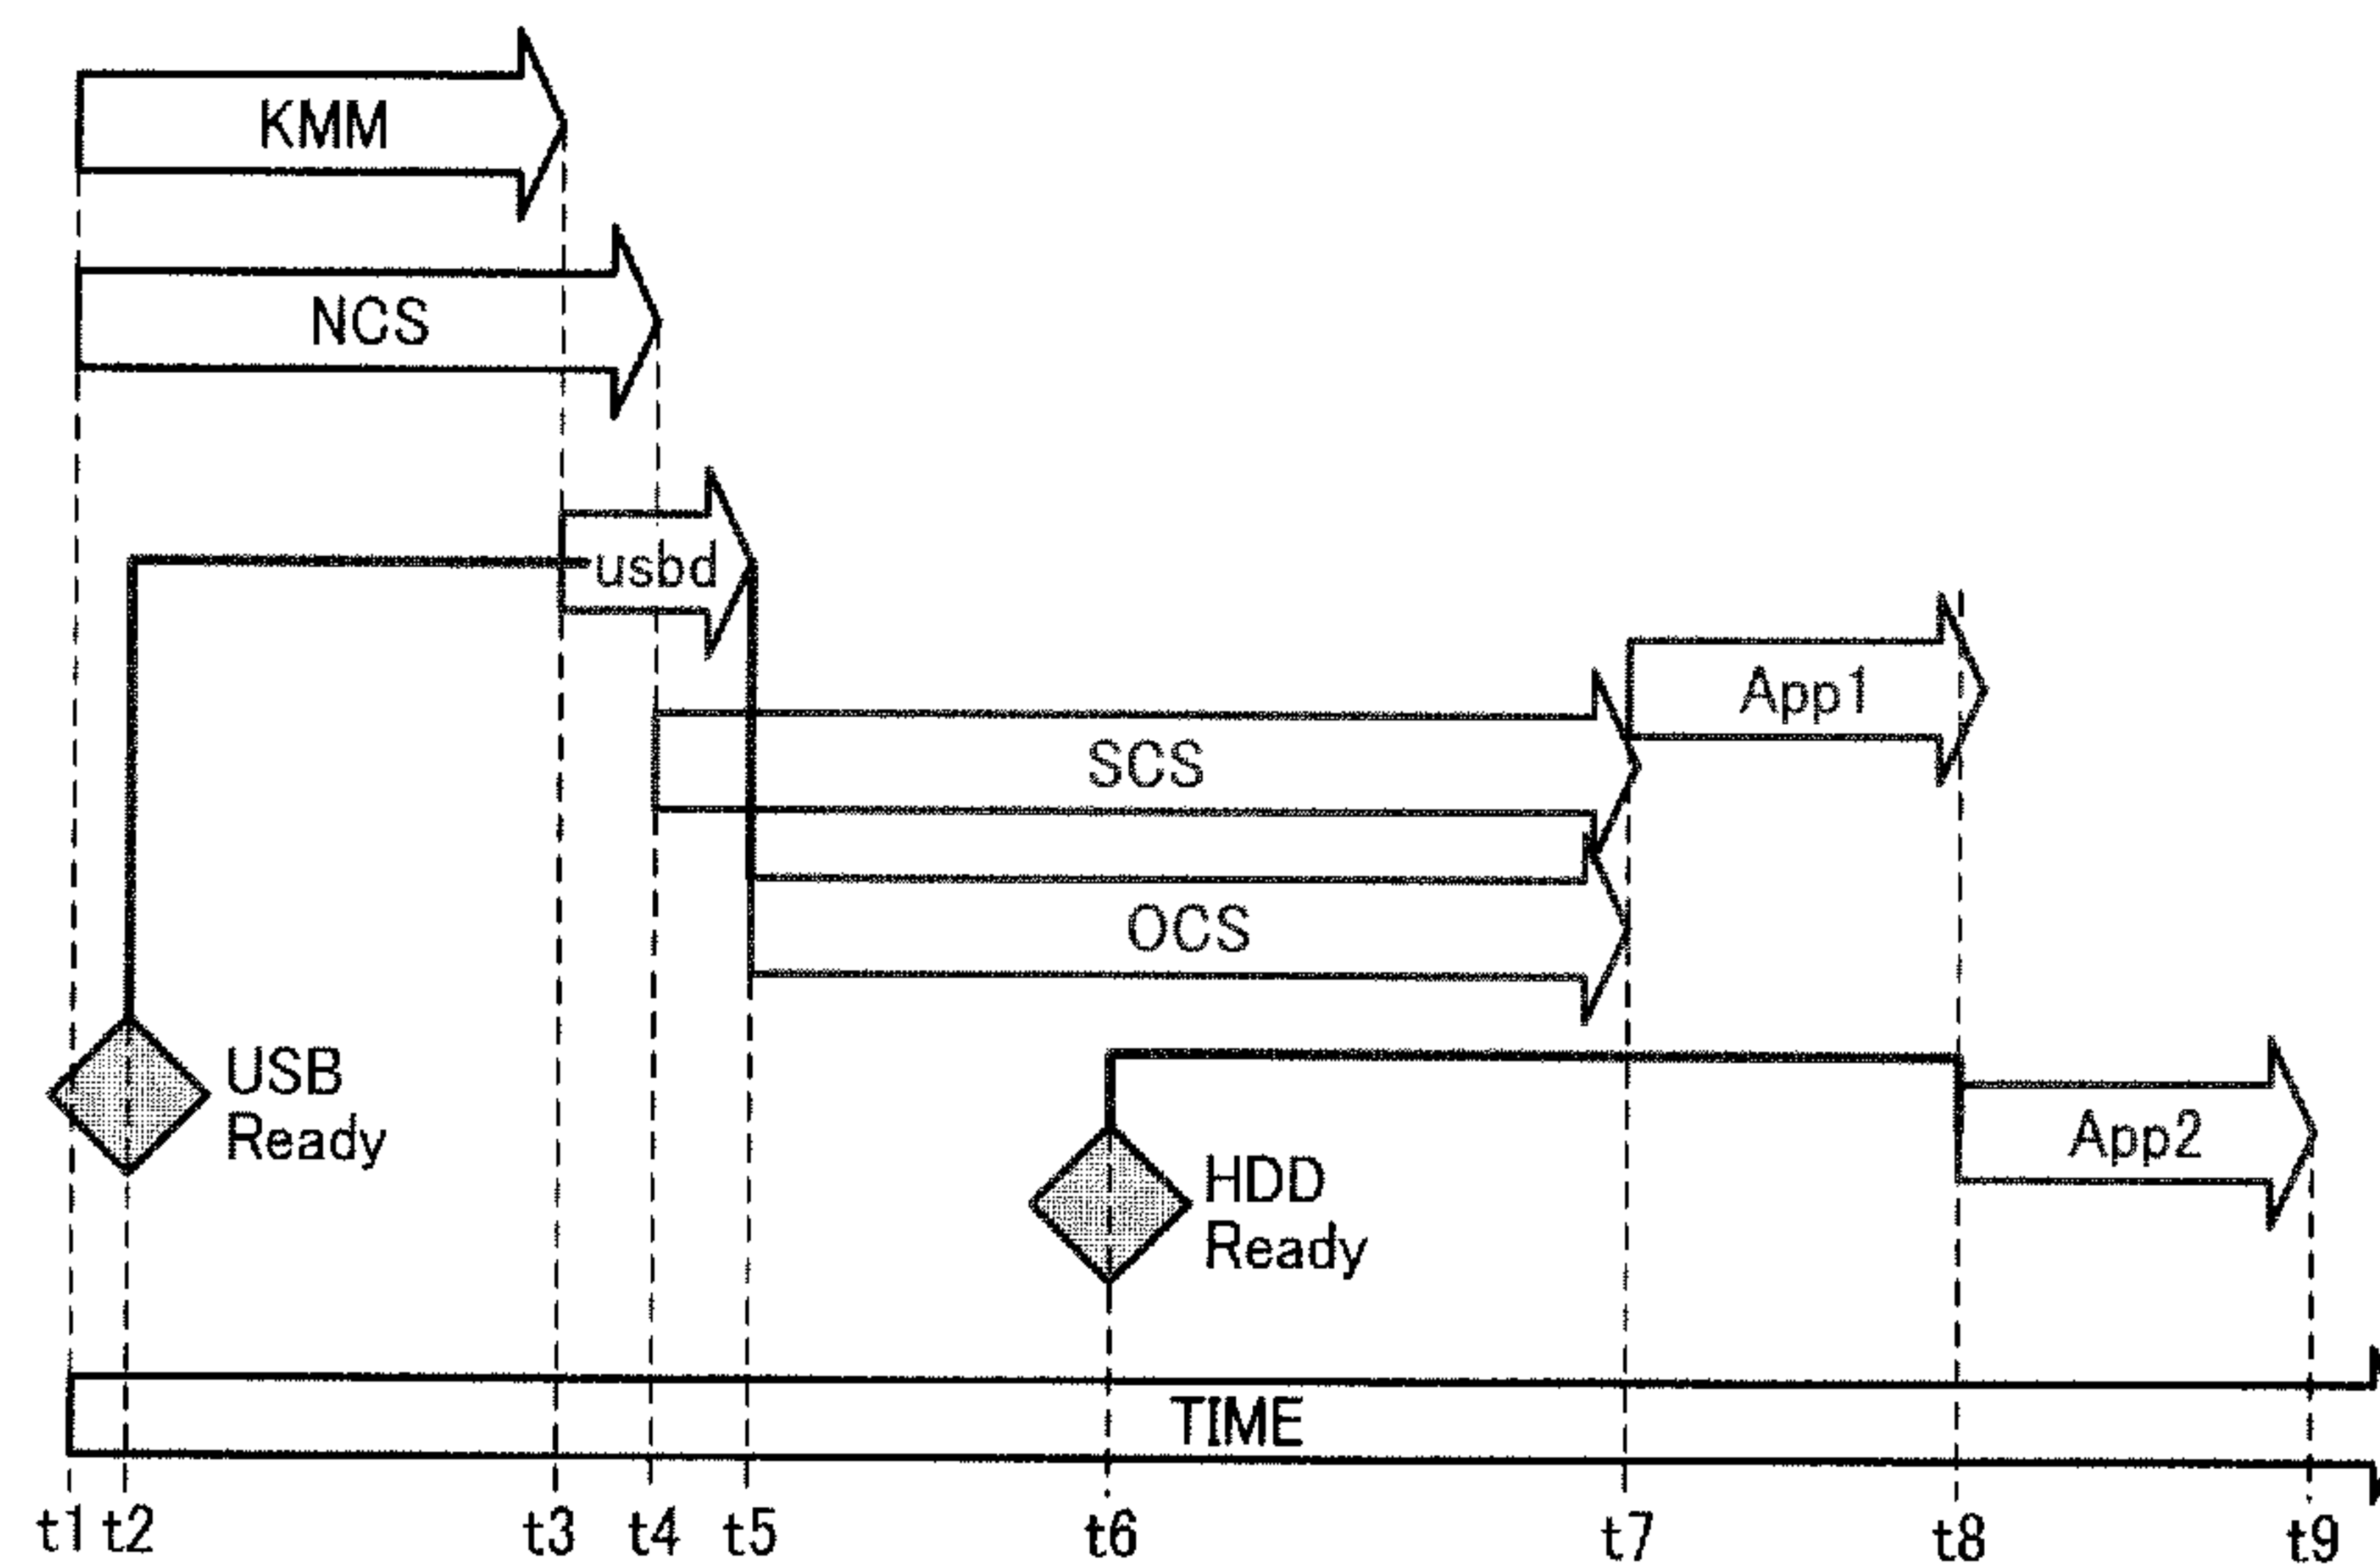 KMM
NCS
usbd
App1
SCS
OCS
USB
Ready
App2
HDD
Ready
TIME
t1 t2 t3 t4 t5 t6 t7 t8 t9